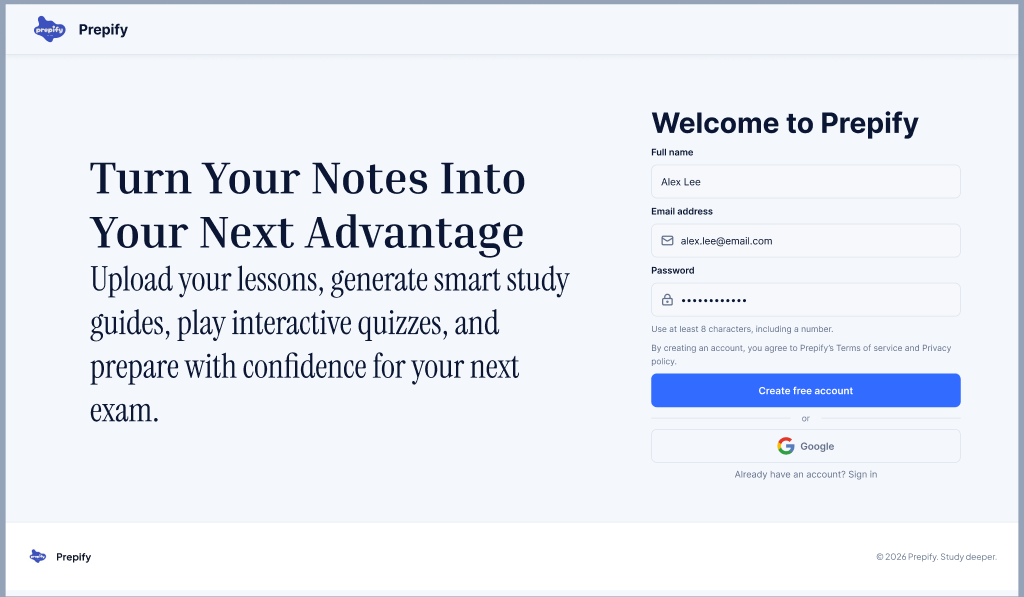 prepify
Prepify
Turn Your Notes Into
Your Next Advantage
Upload your lessons, generate smart study
guides, play interactive quizzes, and
prepare with confidence for your next
exam.
Welcome to Prepify
Full name
Alex Lee
Email address
alex.lee@email.com
Password
••••••••••••
Use at least 8 characters, including a number.
By creating an account, you agree to Prepify's Terms of service and Privacy
policy.
Create free account
or
Google
Already have an account? Sign in
prepify
Prepify
© 2026 Prepify. Study deeper.